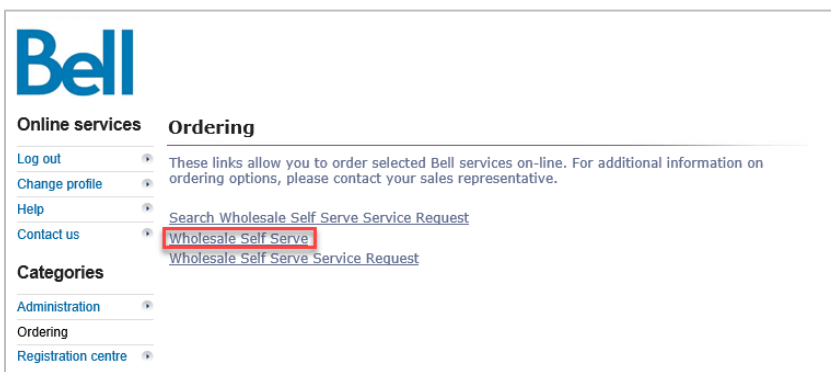 Bell
Online services
Log out
Change profile
Help
Contact us
Categories
Administration
Ordering
Registration centre
Ordering
These links allow you to order selected Bell services on-line. For additional information on
ordering options, please contact your sales representative.
Search Wholesale Self Serve Service Request
Wholesale Self Serve
Wholesale Self Serve Service Request